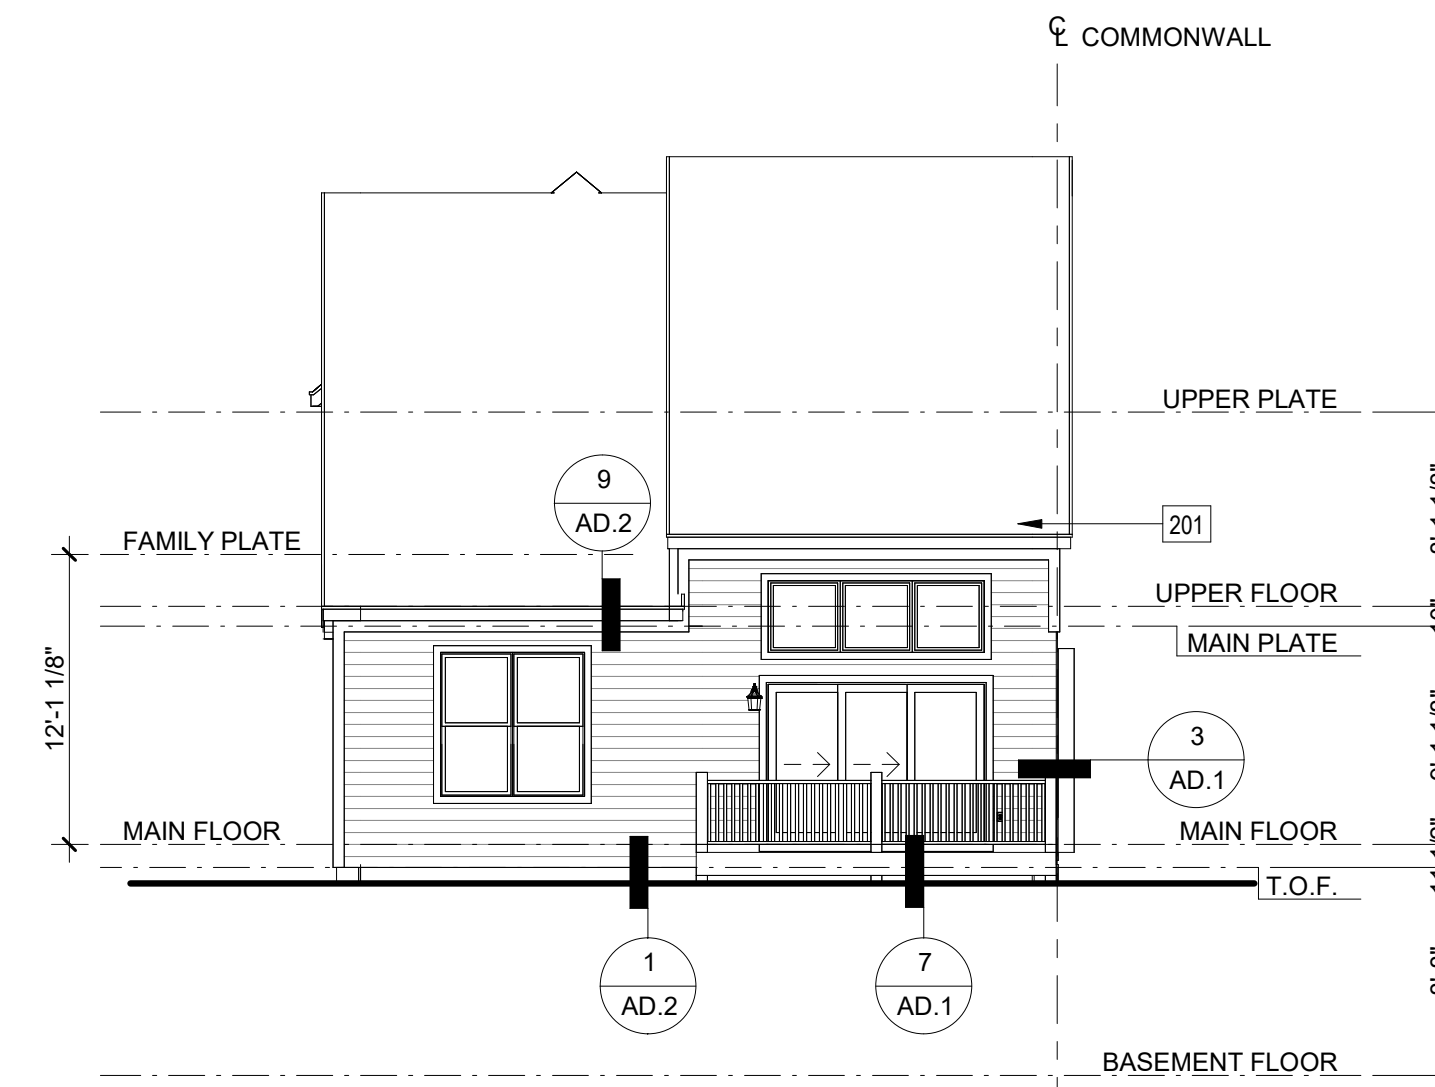 ℄ COMMONWALL
UPPER PLATE
9
AD.2
201
FAMILY PLATE
UPPER FLOOR
MAIN PLATE
12'-1 1/8"
3
AD.1
MAIN FLOOR
MAIN FLOOR
T.O.F.
1
AD.2
7
AD.1
BASEMENT FLOOR